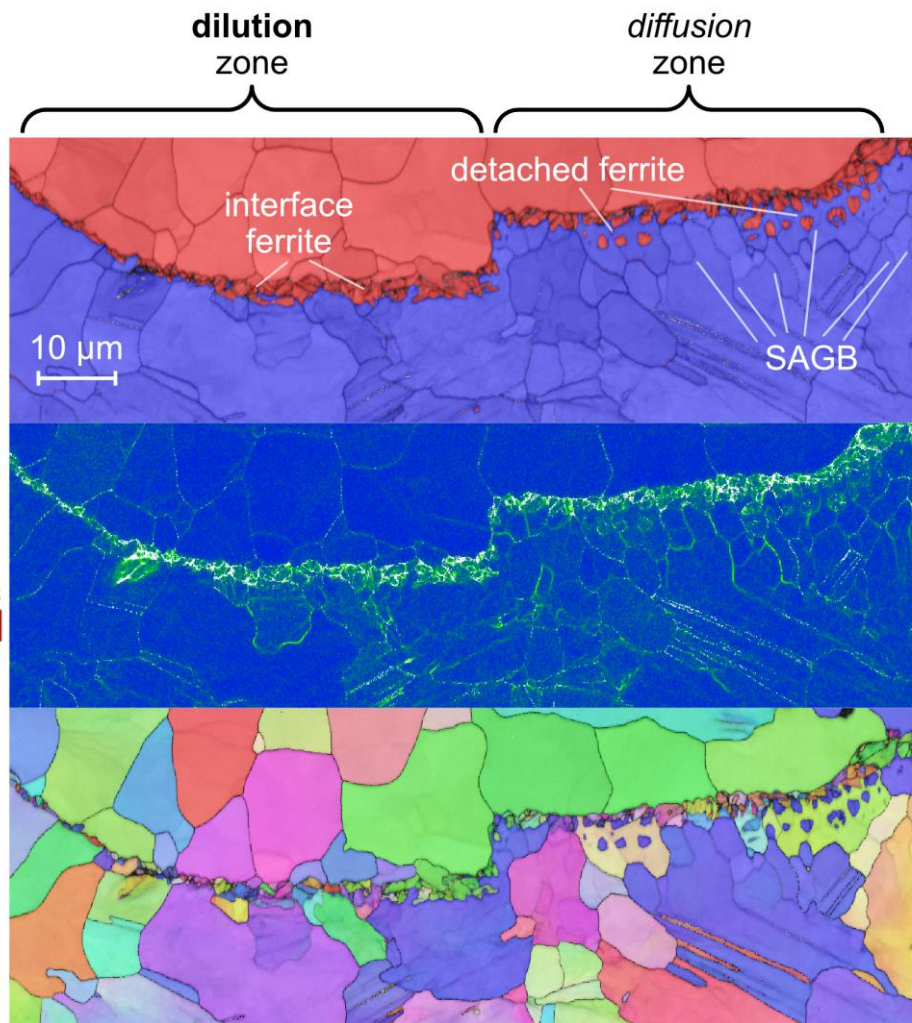 dilution
zone
diffusion
zone
detached ferrite
interface
ferrite
10 µm
SAGB